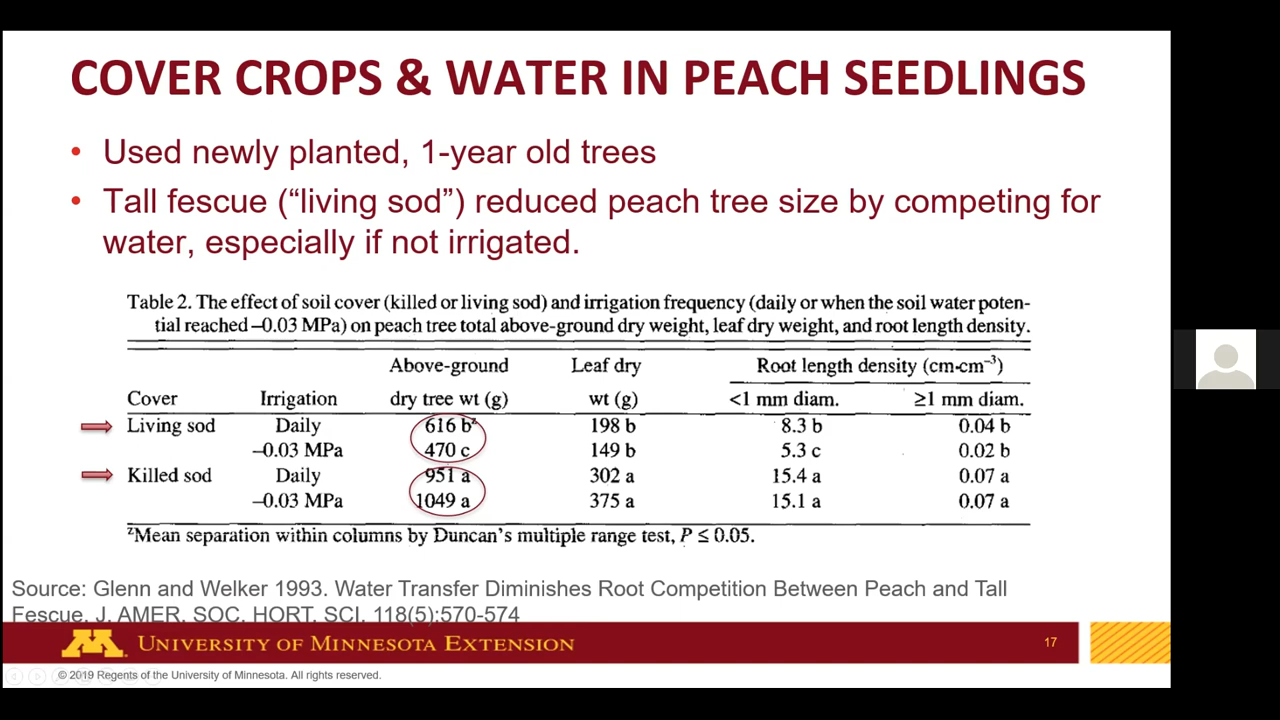 COVER CROPS & WATER IN PEACH SEEDLINGS
• Used newly planted, 1-year old trees
• Tall fescue (“living sod”) reduced peach tree size by competing for
water, especially if not irrigated.
Table 2. The effect of soil cover (killed or living sod) and irrigation frequency (daily or when the soil water poten-
tial reached –0.03 MPa) on peach tree total above-ground dry weight, leaf dry weight, and root length density.
Above-ground Leaf dry Root length density (cm·cm⁻³)
Cover Irrigation dry tree wt (g) wt (g) <1 mm diam. ≥1 mm diam.
Living sod Daily 616 bᶻ 198 b 8.3 b 0.04 b
–0.03 MPa 470 c 149 b 5.3 c 0.02 b
Killed sod Daily 951 a 302 a 15.4 a 0.07 a
–0.03 MPa 1049 a 375 a 15.1 a 0.07 a
ᶻMean separation within columns by Duncan's multiple range test, P ≤ 0.05.
Source: Glenn and Welker 1993. Water Transfer Diminishes Root Competition Between Peach and Tall
Fescue. J. AMER. SOC. HORT. SCI. 118(5):570-574
M UNIVERSITY OF MINNESOTA EXTENSION 17
© 2019 Regents of the University of Minnesota. All rights reserved.